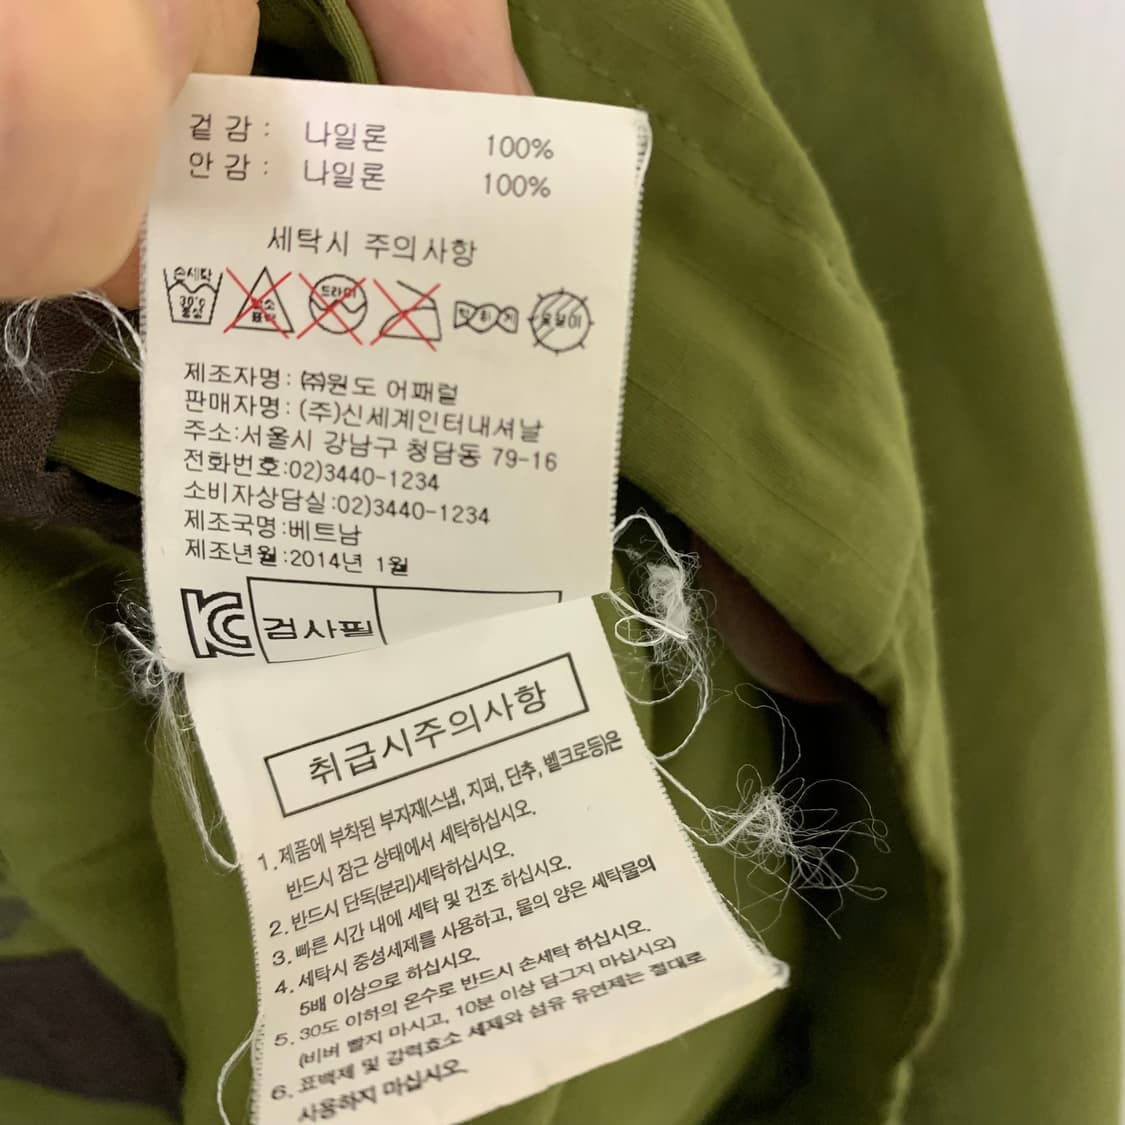 겉 감 : 나일론 100%
안 감 : 나일론 100%
세탁시 주의사항
손세탁 30℃ 중성
염소 표백
드라이
약하게
옷걸이
제조자명: ㈜원도 어패럴
판매자명: (주)신세계인터내셔날
주소:서울시 강남구 청담동 79-16
전화번호:02)3440-1234
소비자상담실:02)3440-1234
제조국명:베트남
제조년월:2014년 1월
KC 검사필
취급시주의사항
1. 제품에 부착된 부자재(스냅, 지퍼, 단추, 벨크로등)은
반드시 잠근 상태에서 세탁하십시오.
2. 반드시 단독(분리)세탁하십시오.
3. 빠른 시간 내에 세탁 및 건조 하십시오.
4. 세탁시 중성세제를 사용하고, 물의 양은 세탁물의
5배 이상으로 하십시오.
5. 30도 이하의 온수로 반드시 손세탁 하십시오.
(비벼 빨지 마시고, 10분 이상 담그지 마십시오)
6. 표백제 및 강력효소 세제와 섬유 유연제는 절대로
사용하지 마십시오.